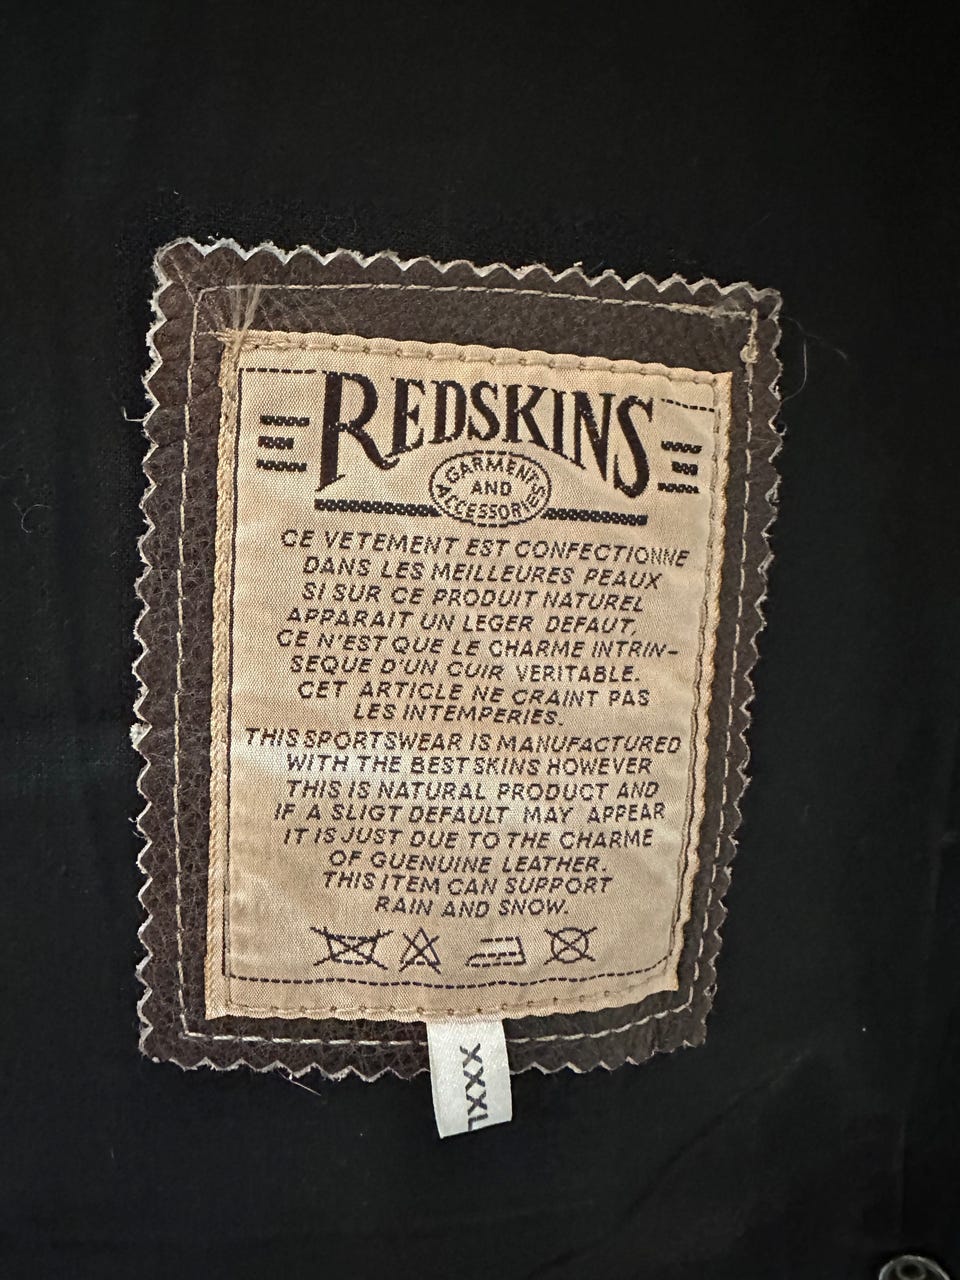 REDSKINS
GARMENTS
AND
ACCESSORIES
CE VETEMENT EST CONFECTIONNE
DANS LES MEILLEURES PEAUX
SI SUR CE PRODUIT NATUREL
APPARAIT UN LEGER DEFAUT,
CE N'EST QUE LE CHARME INTRIN-
SEQUE D'UN CUIR VERITABLE.
CET ARTICLE NE CRAINT PAS
LES INTEMPERIES.
THIS SPORTSWEAR IS MANUFACTURED
WITH THE BEST SKINS HOWEVER
THIS IS NATURAL PRODUCT AND
IF A SLIGT DEFAULT MAY APPEAR
IT IS JUST DUE TO THE CHARME
OF GUENUINE LEATHER.
THIS ITEM CAN SUPPORT
RAIN AND SNOW.
XXXL